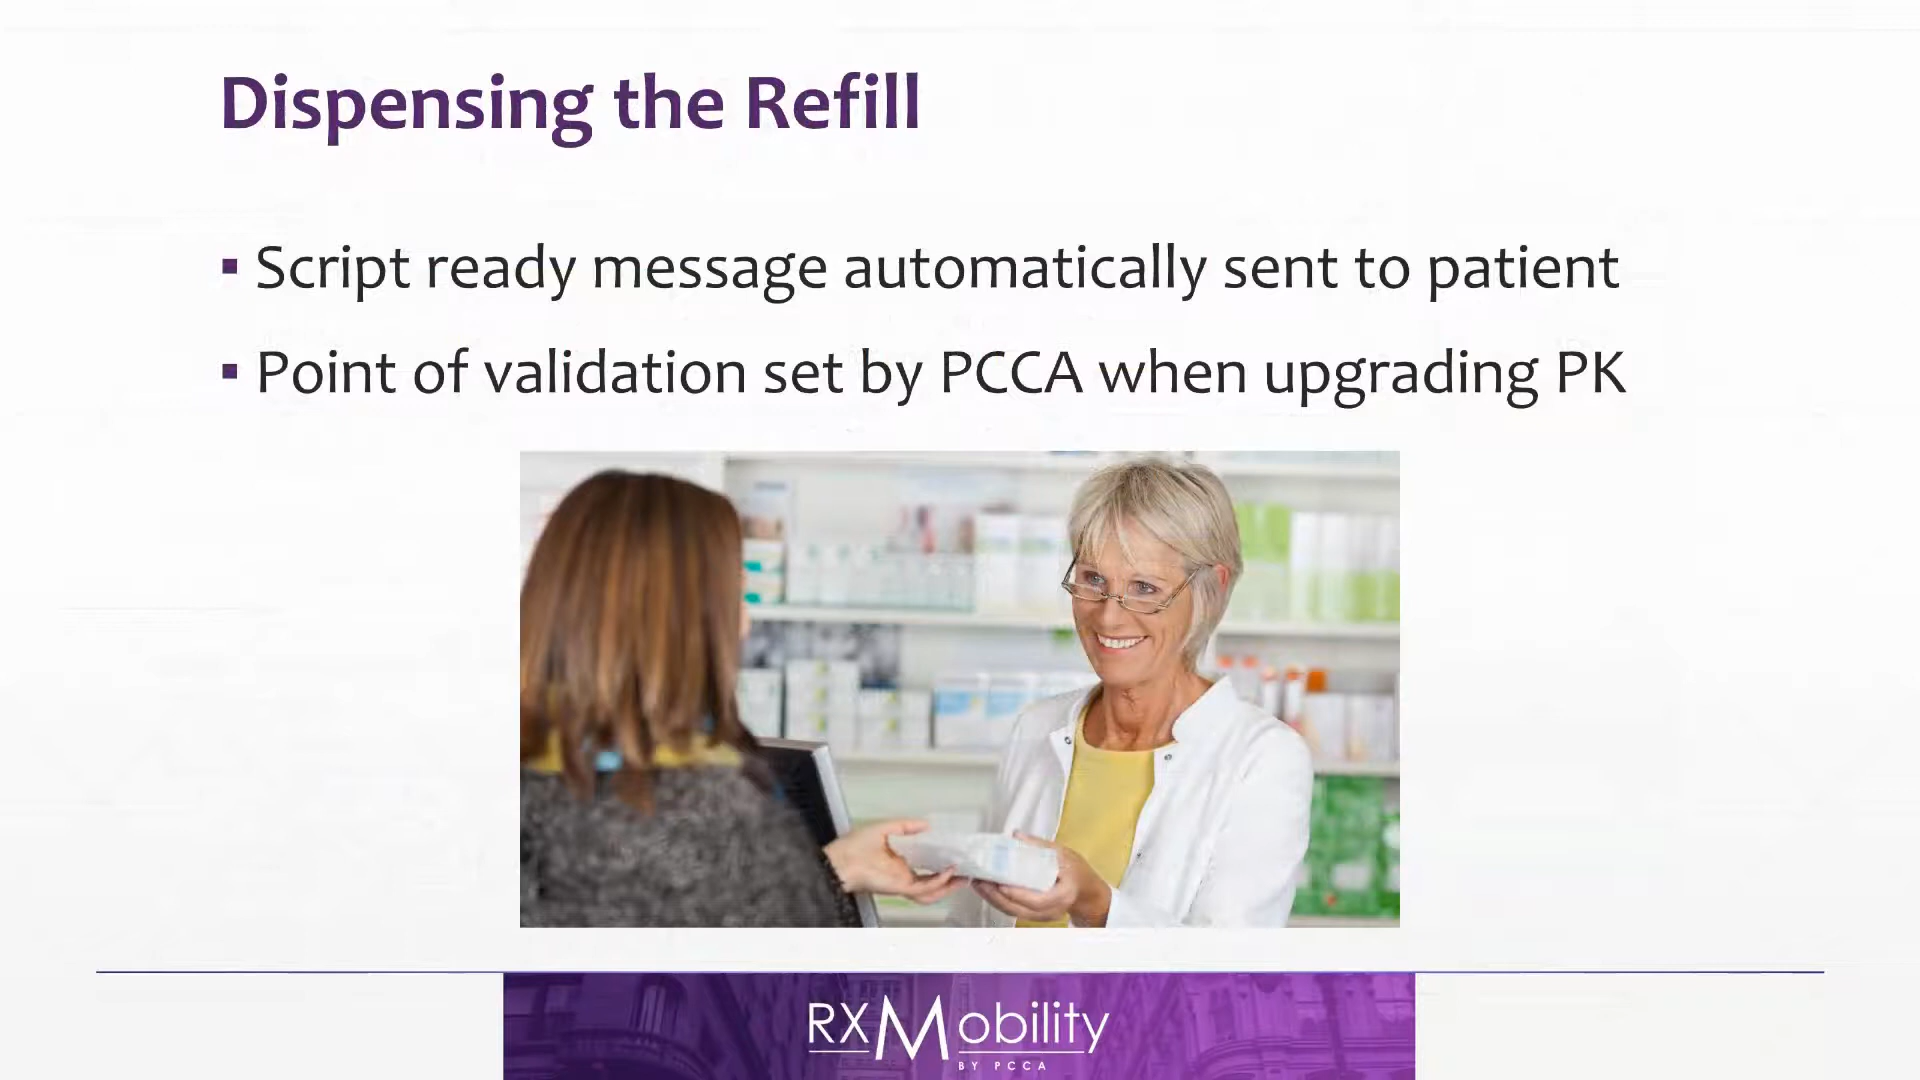 Dispensing the Refill
▪ Script ready message automatically sent to patient
▪ Point of validation set by PCCA when upgrading PK
RXMobility
BY PCCA